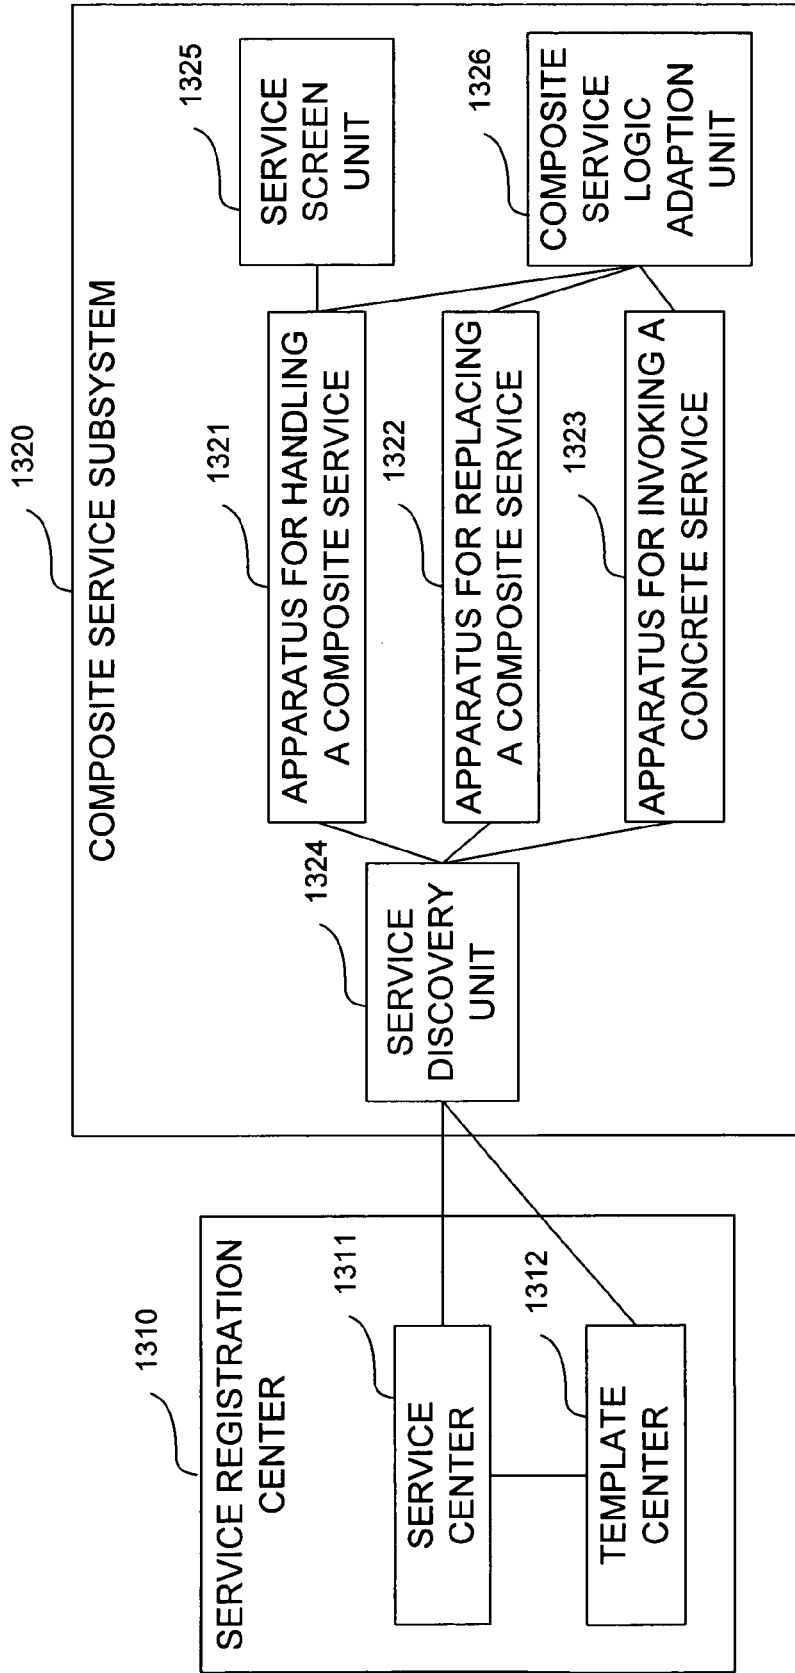 SERVICE REGISTRATION
CENTER
1310
SERVICE
CENTER
1311
TEMPLATE
CENTER
1312
COMPOSITE SERVICE SUBSYSTEM
1320
SERVICE
DISCOVERY
UNIT
1324
APPARATUS FOR HANDLING
A COMPOSITE SERVICE
1321
APPARATUS FOR REPLACING
A COMPOSITE SERVICE
1322
APPARATUS FOR INVOKING A
CONCRETE SERVICE
1323
SERVICE
SCREEN
UNIT
1325
COMPOSITE
SERVICE
LOGIC
ADAPTION
UNIT
1326